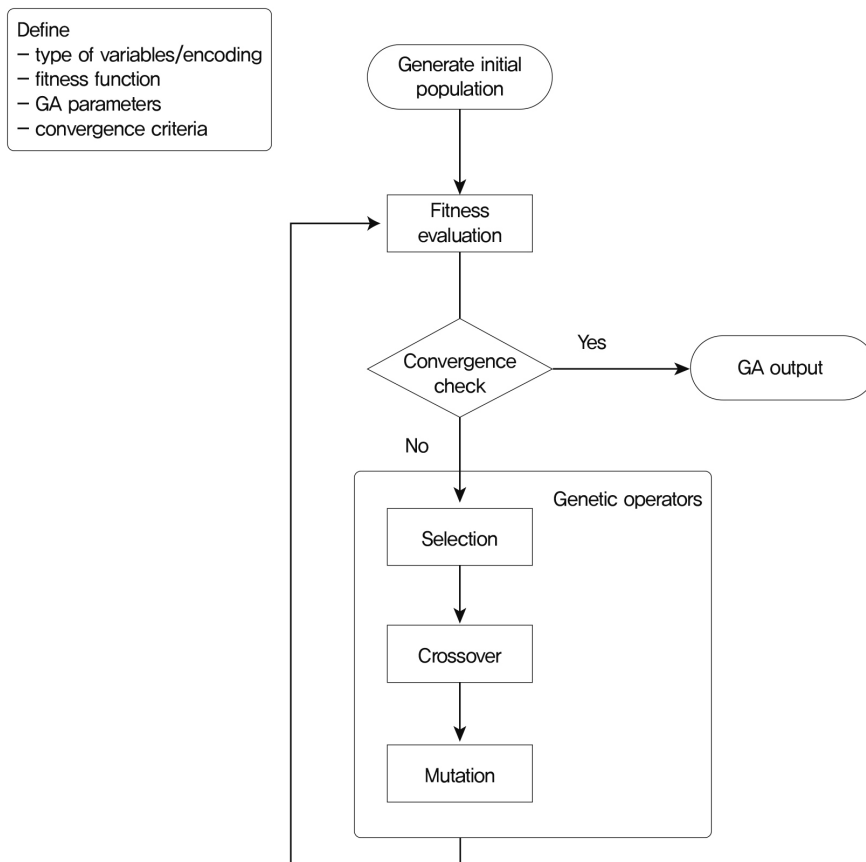 Define
– type of variables/encoding
– fitness function
– GA parameters
– convergence criteria
Generate initial
population
Fitness
evaluation
Convergence
check
Yes
GA output
No
Genetic operators
Selection
Crossover
Mutation